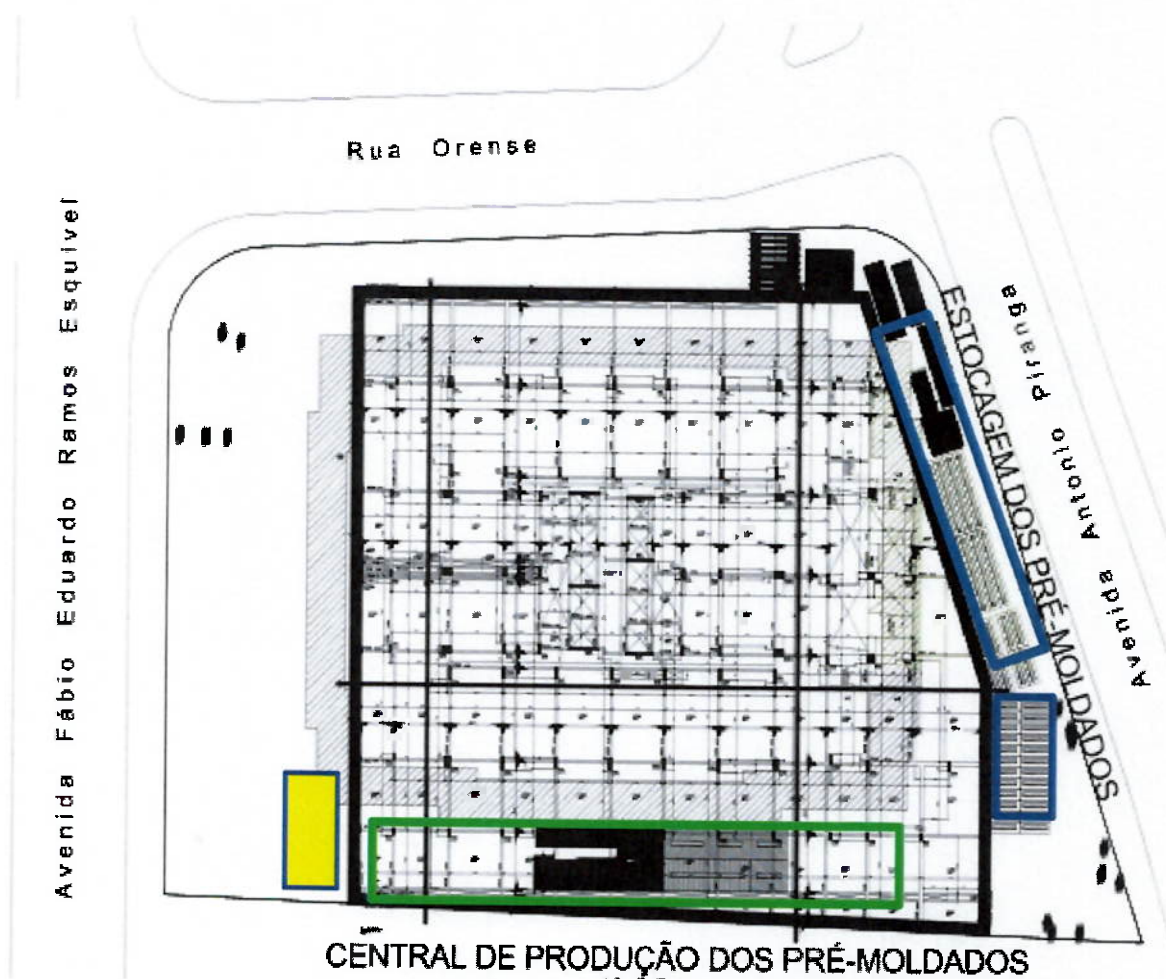 Rua Orense
Avenida Fábio Eduardo Ramos Esquivel
ESTOCAGEM DOS PRÉ-MOLDADOS
Avenida Antonio Piranga
CENTRAL DE PRODUÇÃO DOS PRÉ-MOLDADOS